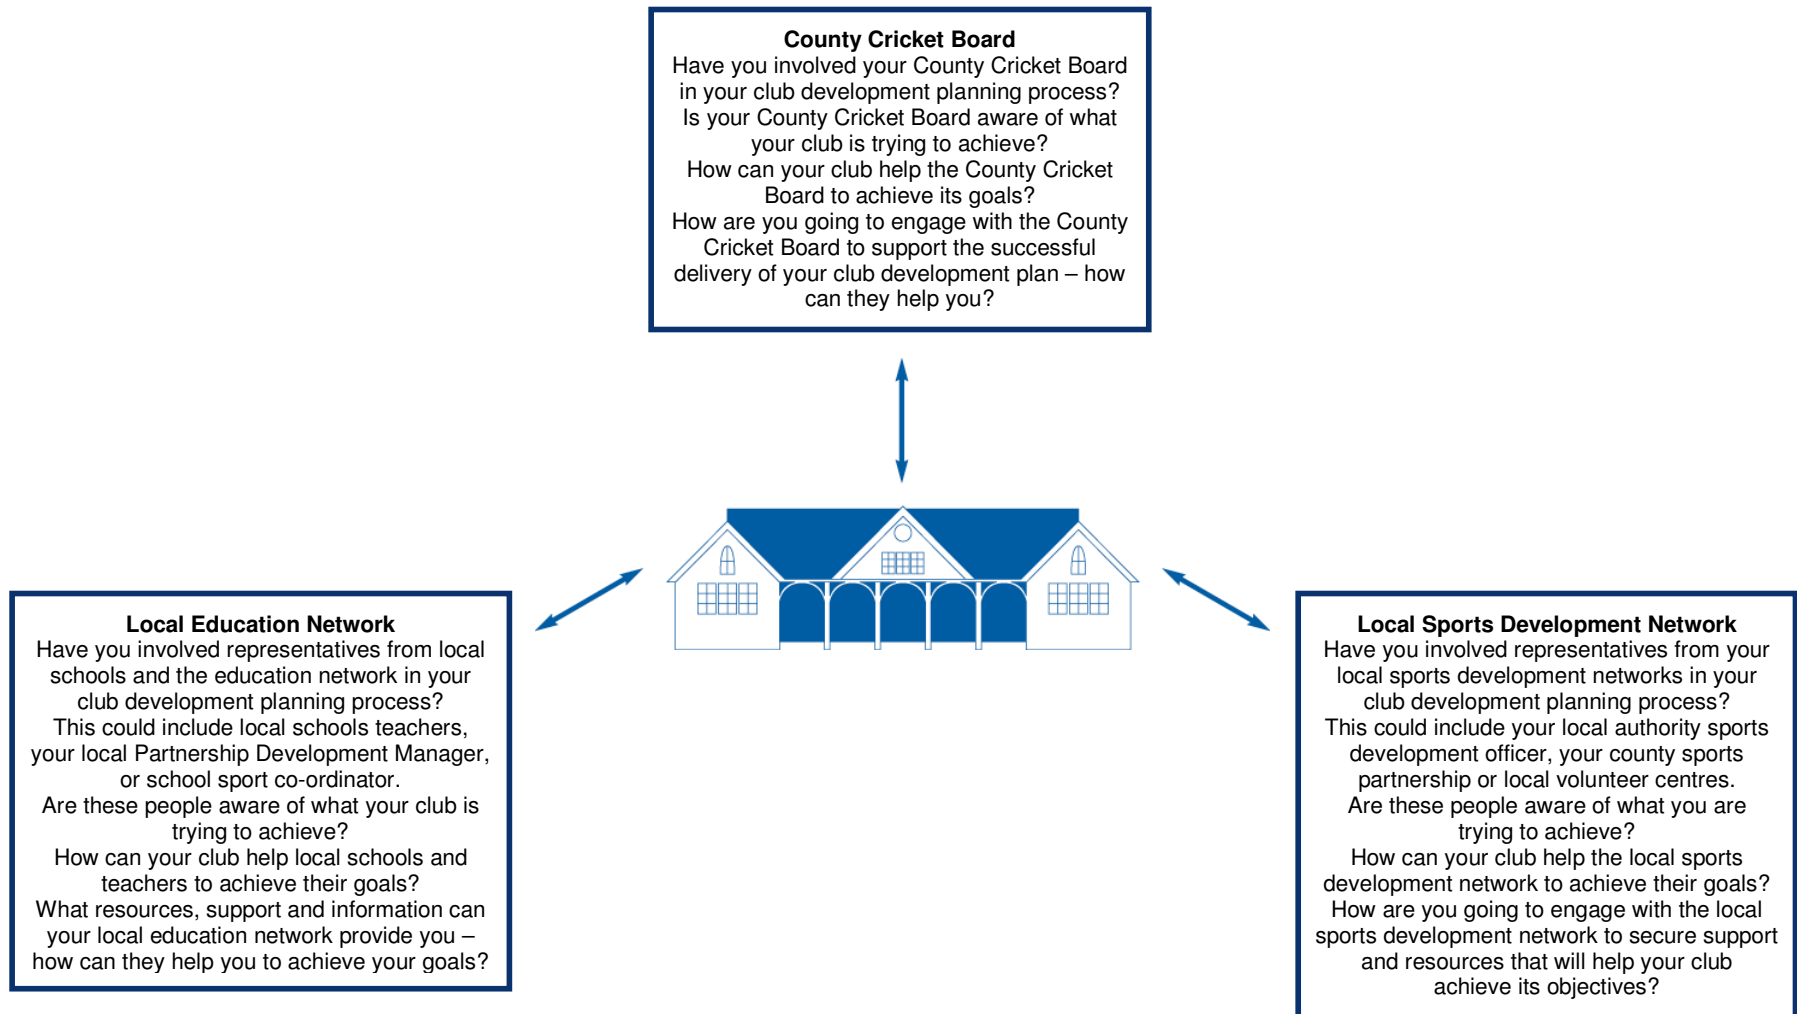 County Cricket Board
Have you involved your County Cricket Board
in your club development planning process?
Is your County Cricket Board aware of what
your club is trying to achieve?
How can your club help the County Cricket
Board to achieve its goals?
How are you going to engage with the County
Cricket Board to support the successful
delivery of your club development plan – how
can they help you?
Local Education Network
Have you involved representatives from local
schools and the education network in your
club development planning process?
This could include local schools teachers,
your local Partnership Development Manager,
or school sport co-ordinator.
Are these people aware of what your club is
trying to achieve?
How can your club help local schools and
teachers to achieve their goals?
What resources, support and information can
your local education network provide you –
how can they help you to achieve your goals?
Local Sports Development Network
Have you involved representatives from your
local sports development networks in your
club development planning process?
This could include your local authority sports
development officer, your county sports
partnership or local volunteer centres.
Are these people aware of what you are
trying to achieve?
How can your club help the local sports
development network to achieve their goals?
How are you going to engage with the local
sports development network to secure support
and resources that will help your club
achieve its objectives?